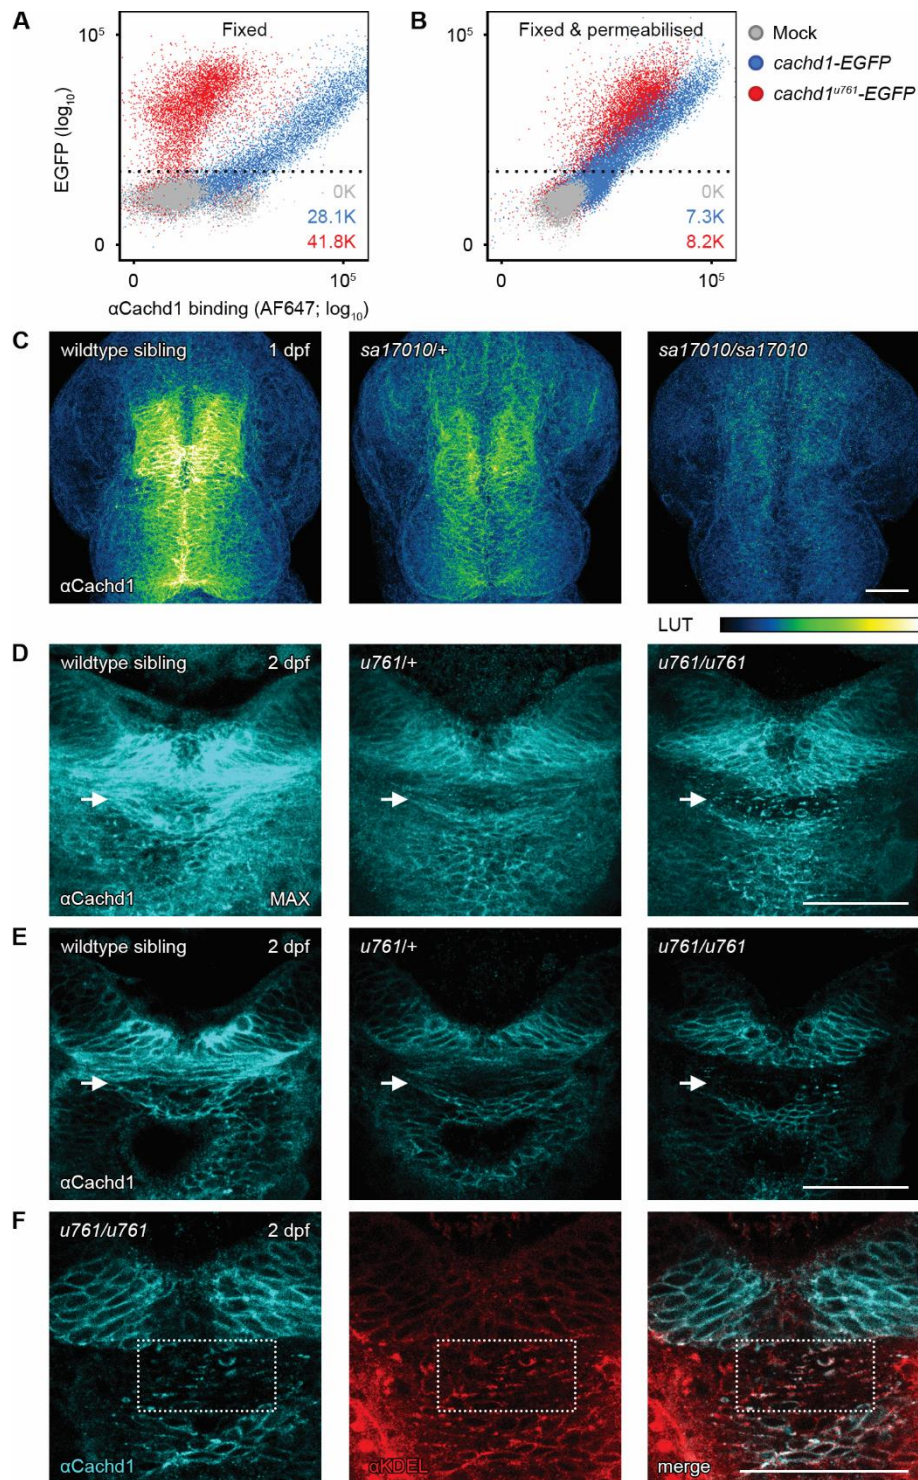 A
Fixed
10⁵
EGFP (log₁₀)
0K
28.1K
41.8K
0
0
10⁵
αCachd1 binding (AF647; log₁₀)
B
Fixed & permeabilised
10⁵
0K
7.3K
8.2K
0
0
10⁵
Mock
cachd1-EGFP
cachd1ᵘ⁷⁶¹-EGFP
C
wildtype sibling
1 dpf
αCachd1
sa17010/+
sa17010/sa17010
LUT
D
wildtype sibling
2 dpf
αCachd1
MAX
u761/+
u761/u761
E
wildtype sibling
2 dpf
αCachd1
u761/+
u761/u761
F
u761/u761
2 dpf
αCachd1
αKDEL
merge